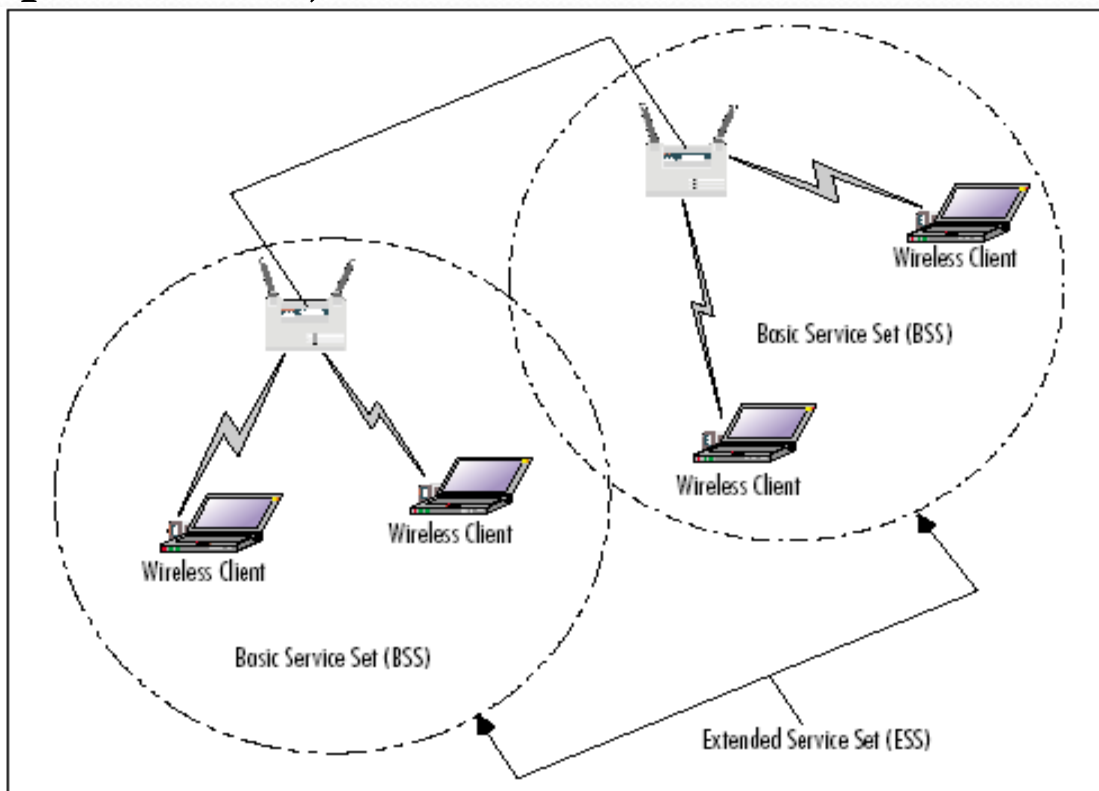 Wireless Client
Basic Service Set (BSS)
Wireless Client
Wireless Client
Wireless Client
Basic Service Set (BSS)
Extended Service Set (ESS)